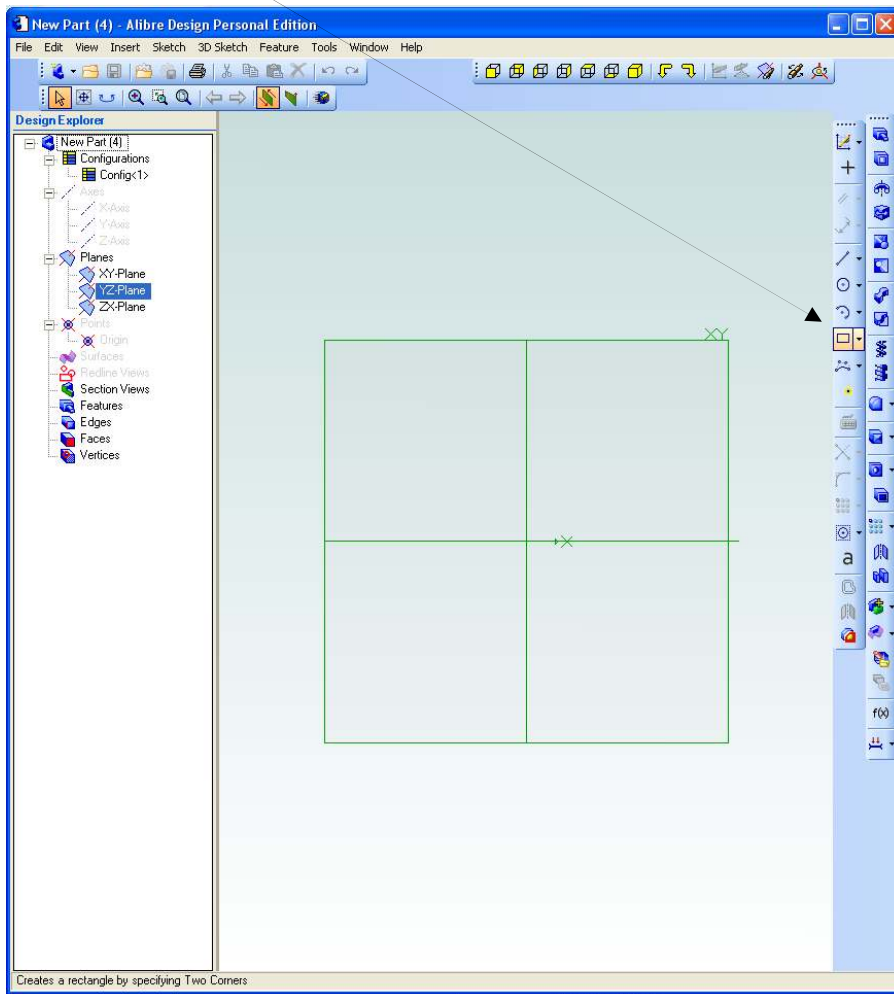 New Part (4) - Alibre Design Personal Edition
File Edit View Insert Sketch 3D Sketch Feature Tools Window Help
Design Explorer
New Part (4)
Configurations
Config<1>
Axes
X-Axis
Y-Axis
Z-Axis
Planes
XY-Plane
YZ-Plane
ZX-Plane
Points
Origin
Surfaces
Redline Views
Section Views
Features
Edges
Faces
Vertices
XY
X
a
f(x)
Creates a rectangle by specifying Two Corners